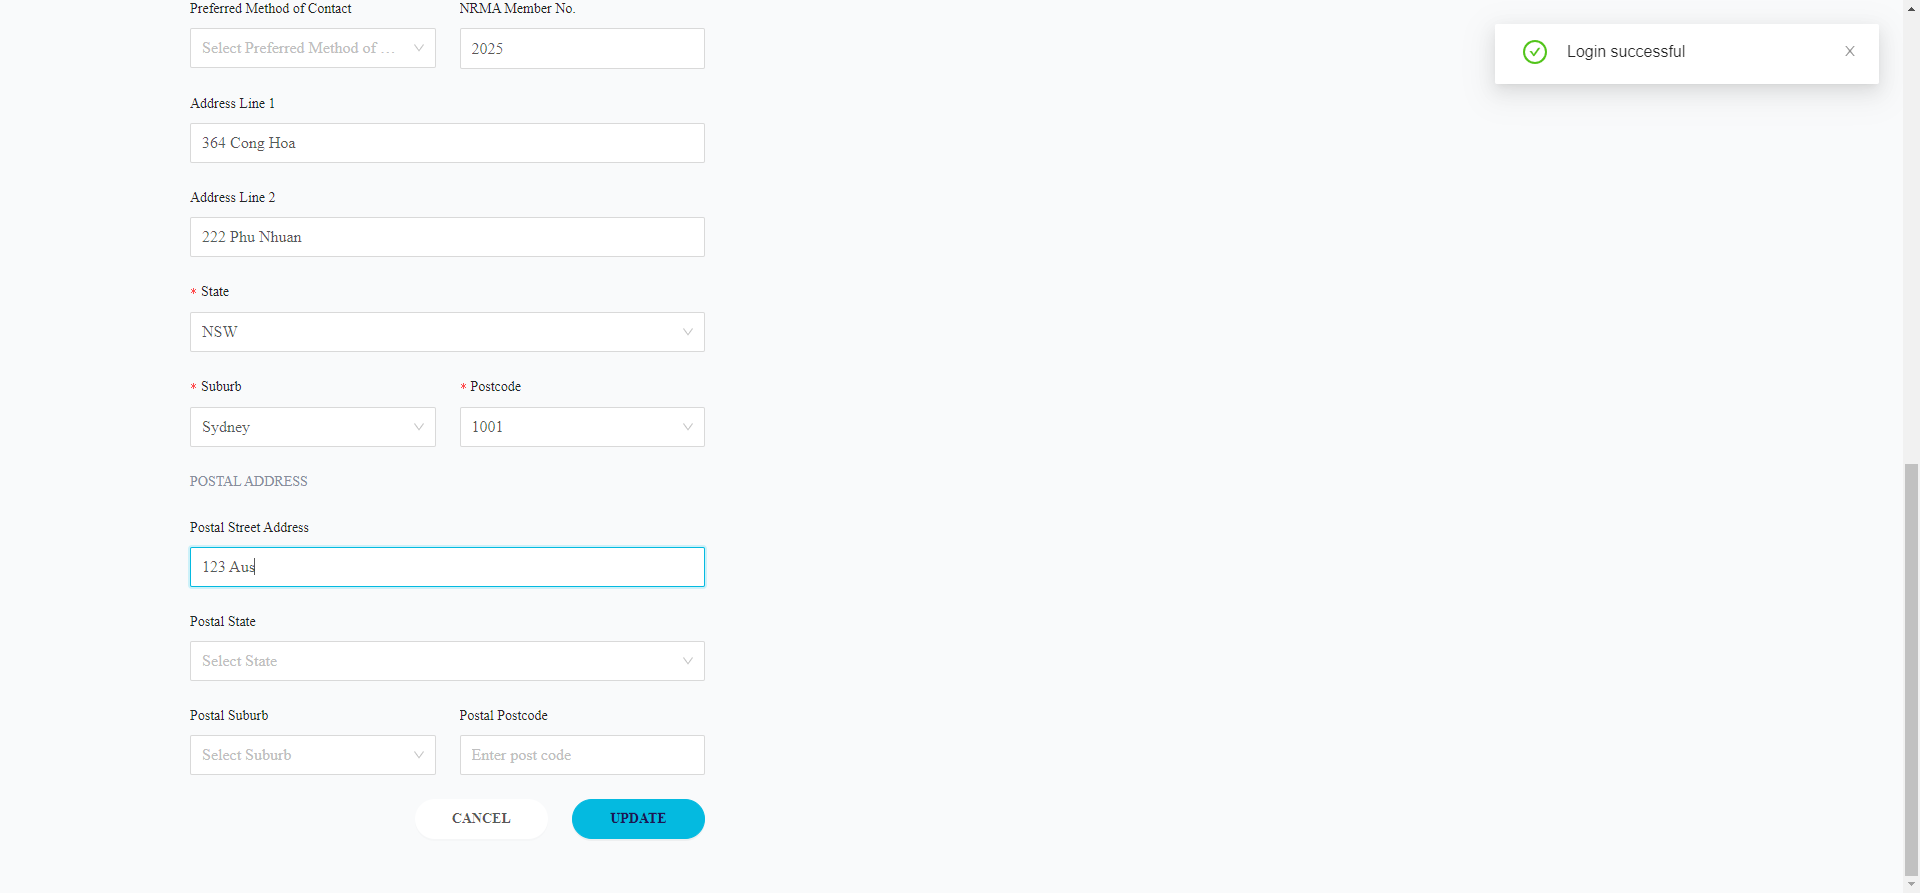 Preferred Method of Contact
NRMA Member No.
Select Preferred Method of ...
2025
Login successful
Address Line 1
364 Cong Hoa
Address Line 2
222 Phu Nhuan
* State
NSW
* Suburb
* Postcode
Sydney
1001
POSTAL ADDRESS
Postal Street Address
123 Aus
Postal State
Select State
Postal Suburb
Postal Postcode
Select Suburb
Enter post code
CANCEL
UPDATE